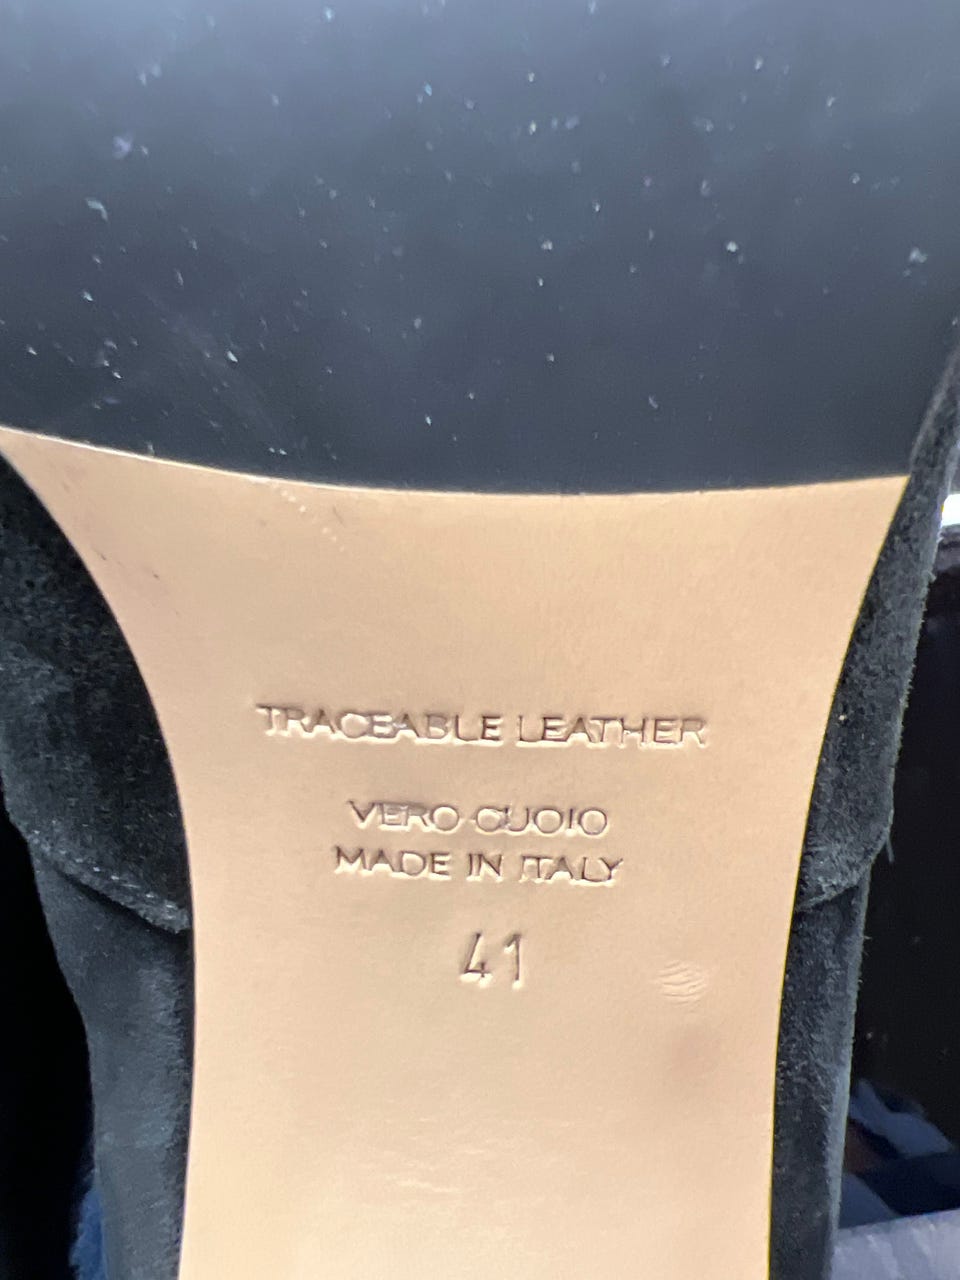 TRACEABLE LEATHER
VERO CUOIO
MADE IN ITALY
41